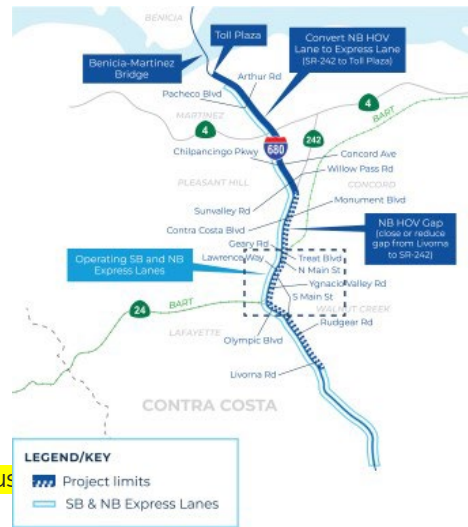 BENICIA
Toll Plaza
Convert NB HOV
Lane to Express Lane
(SR-242 to Toll Plaza)
Benicia-Martinez
Bridge
Arthur Rd
Pacheco Blvd
MARTINEZ
4
4
242
BART
680
Chilpancingo Pkwy
Concord Ave
Willow Pass Rd
PLEASANT HILL
CONCORD
Monument Blvd
Sunvalley Rd
Contra Costa Blvd
NB HOV Gap
(close or reduce
gap from Livorna
to SR-242)
Geary Rd
Treat Blvd
Operating SB and NB
Express Lanes
Lawrence Way
N Main St
Ygnacio Valley Rd
S Main St
WALNUT CREEK
BART
24
LAFAYETTE
Rudgear Rd
Olympic Blvd
Livorna Rd
CONTRA COSTA
LEGEND/KEY
Project limits
SB & NB Express Lanes